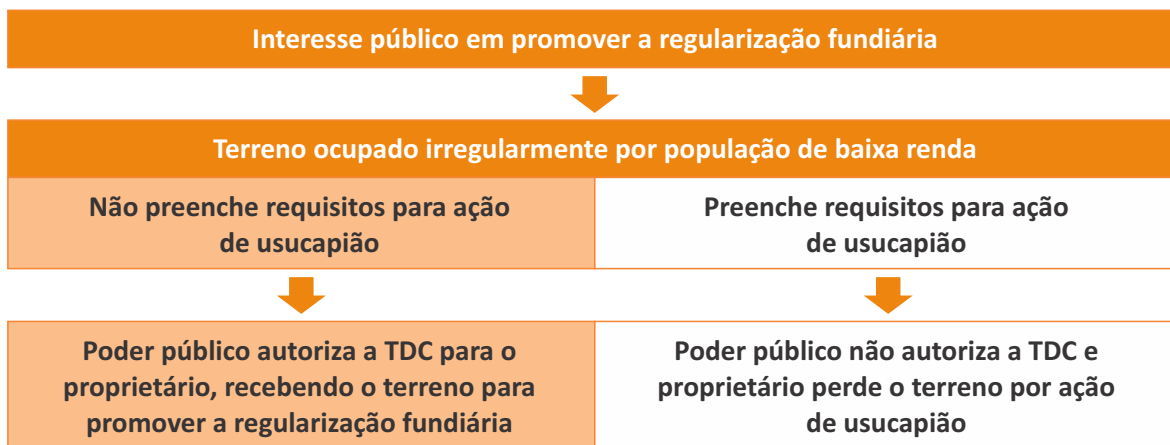 Interesse público em promover a regularização fundiária
Terreno ocupado irregularmente por população de baixa renda
Não preenche requisitos para ação
de usucapião
Preenche requisitos para ação
de usucapião
Poder público autoriza a TDC para o
proprietário, recebendo o terreno para
promover a regularização fundiária
Poder público não autoriza a TDC e
proprietário perde o terreno por ação
de usucapião